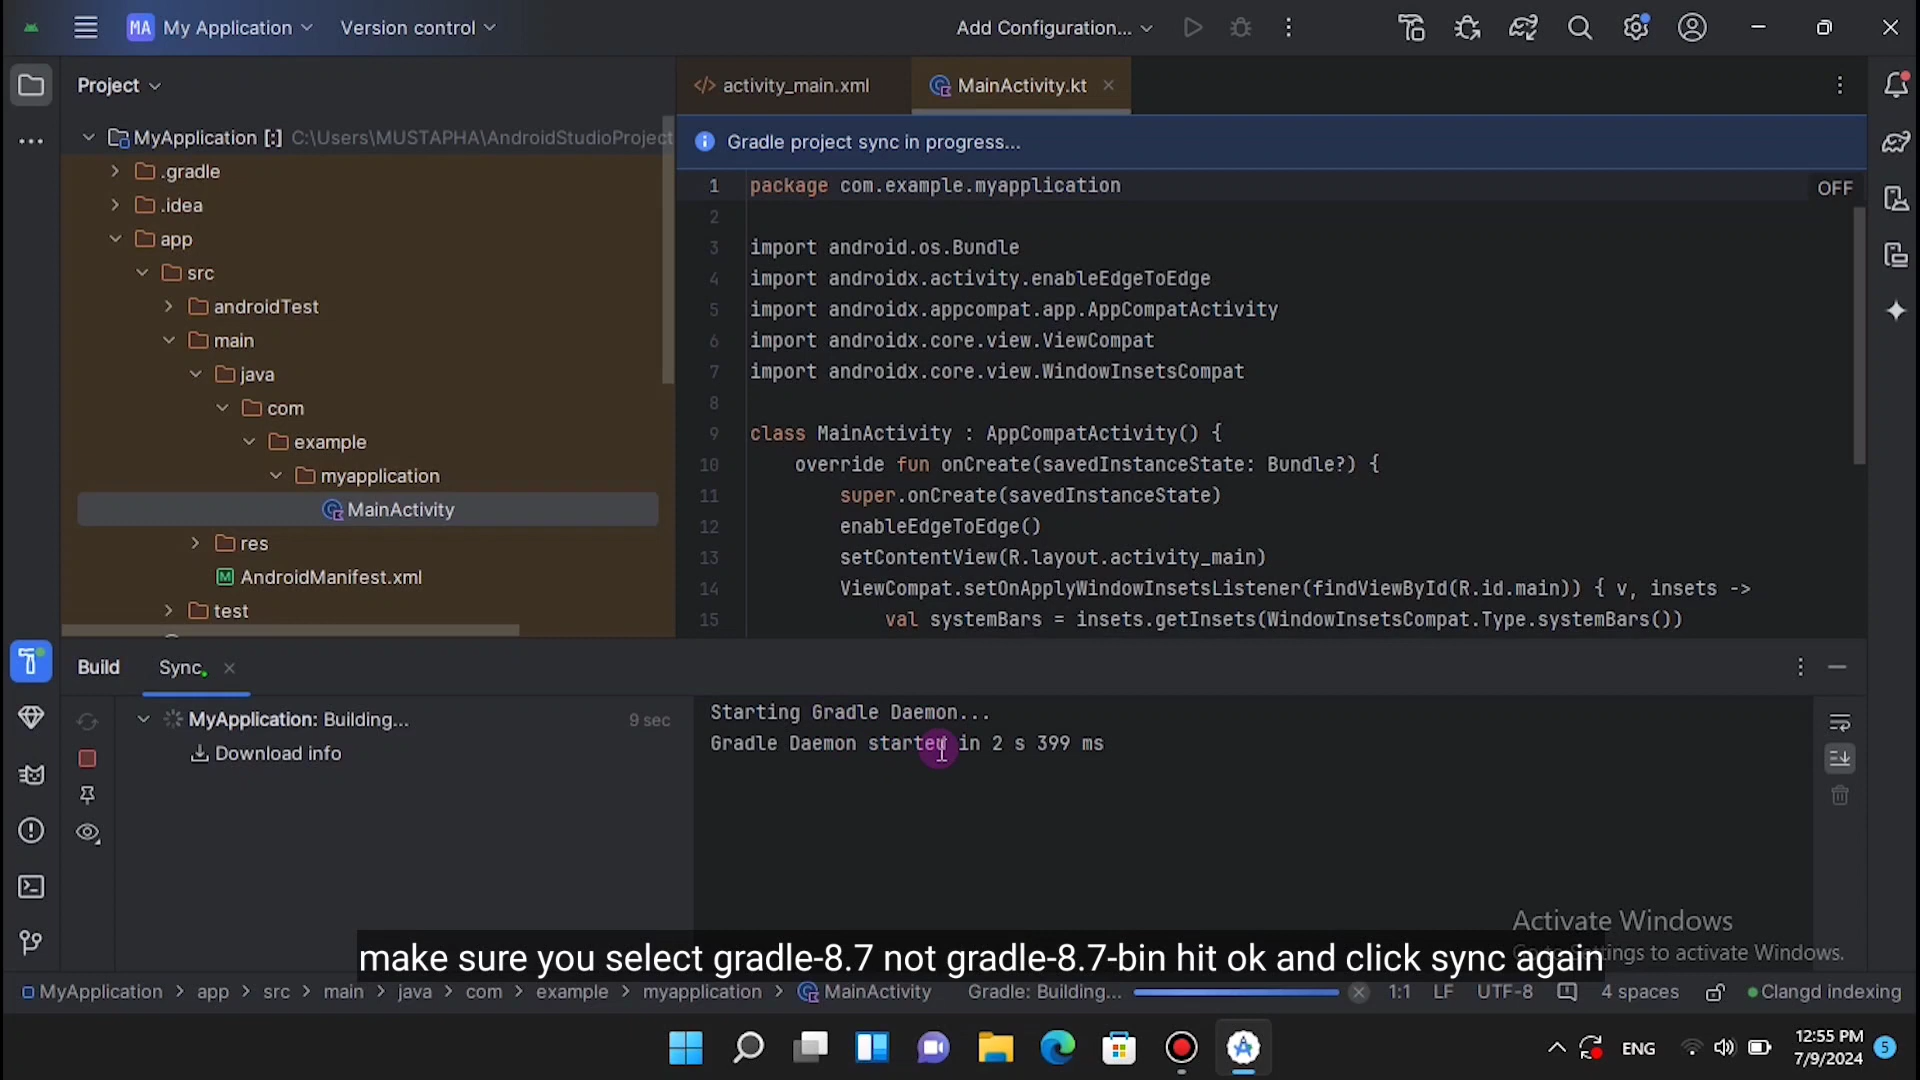 MA My Application
Version control
Add Configuration...
Project
activity_main.xml
MainActivity.kt
MyApplication [:] C:\Users\MUSTAPHA\AndroidStudioProject
.gradle
.idea
app
src
androidTest
main
java
com
example
myapplication
MainActivity
res
AndroidManifest.xml
test
Gradle project sync in progress...
OFF
1 package com.example.myapplication
2
3 import android.os.Bundle
4 import androidx.activity.enableEdgeToEdge
5 import androidx.appcompat.app.AppCompatActivity
6 import androidx.core.view.ViewCompat
7 import androidx.core.view.WindowInsetsCompat
8
9 class MainActivity : AppCompatActivity() {
10 override fun onCreate(savedInstanceState: Bundle?) {
11 super.onCreate(savedInstanceState)
12 enableEdgeToEdge()
13 setContentView(R.layout.activity_main)
14 ViewCompat.setOnApplyWindowInsetsListener(findViewById(R.id.main)) { v, insets ->
15 val systemBars = insets.getInsets(WindowInsetsCompat.Type.systemBars())
Build
Sync
MyApplication: Building... 9 sec
Download info
Starting Gradle Daemon...
Gradle Daemon started in 2 s 399 ms
Activate Windows
ngs to activate Windows.
make sure you select gradle-8.7 not gradle-8.7-bin hit ok and click sync again
MyApplication > app > src > main > java > com > example > myapplication > MainActivity
Gradle: Building...
1:1 LF UTF-8 4 spaces Clangd indexing
ENG
12:55 PM
7/9/2024
5